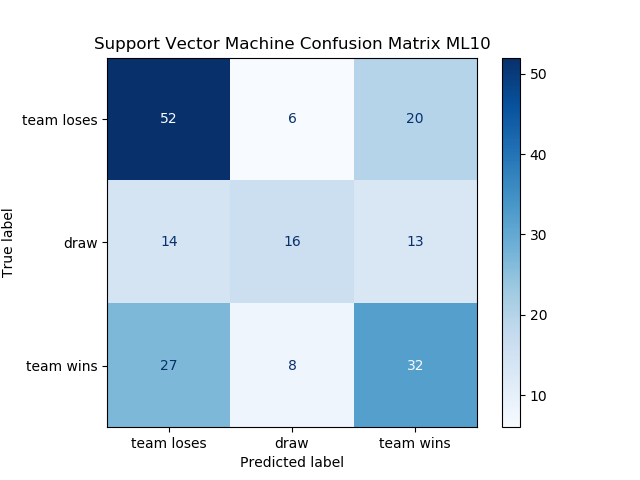 Support Vector Machine Confusion Matrix ML10
team loses
52
6
20
50
40
True label
draw
14
16
13
30
20
team wins
27
8
32
10
team loses
draw
team wins
Predicted label